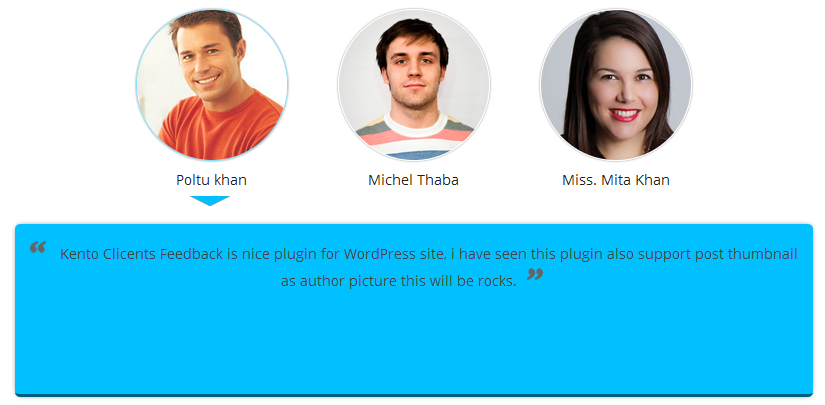 Poltu khan
Michel Thaba
Miss. Mita Khan
“ Kento Clicents Feedback is nice plugin for WordPress site, i have seen this plugin also support post thumbnail
as author picture this will be rocks. ”